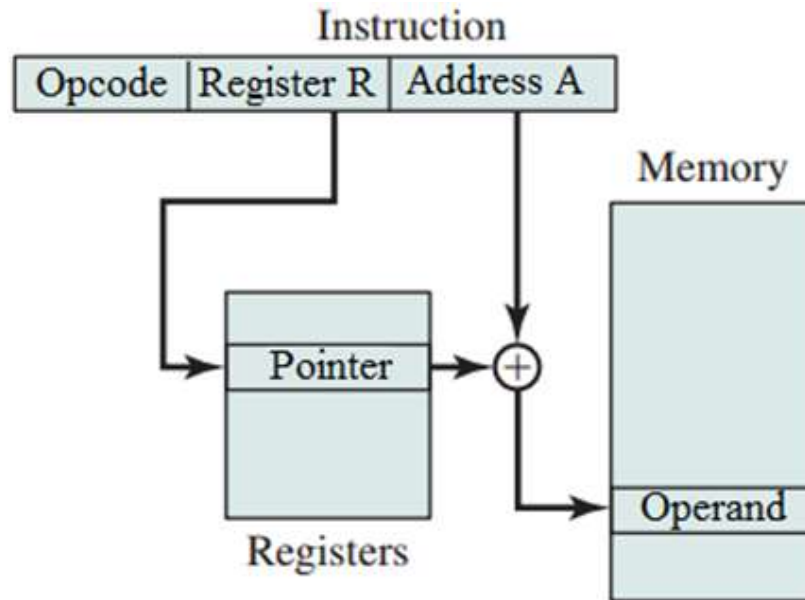 Instruction
Opcode Register R Address A
Memory
Pointer +
Operand
Registers